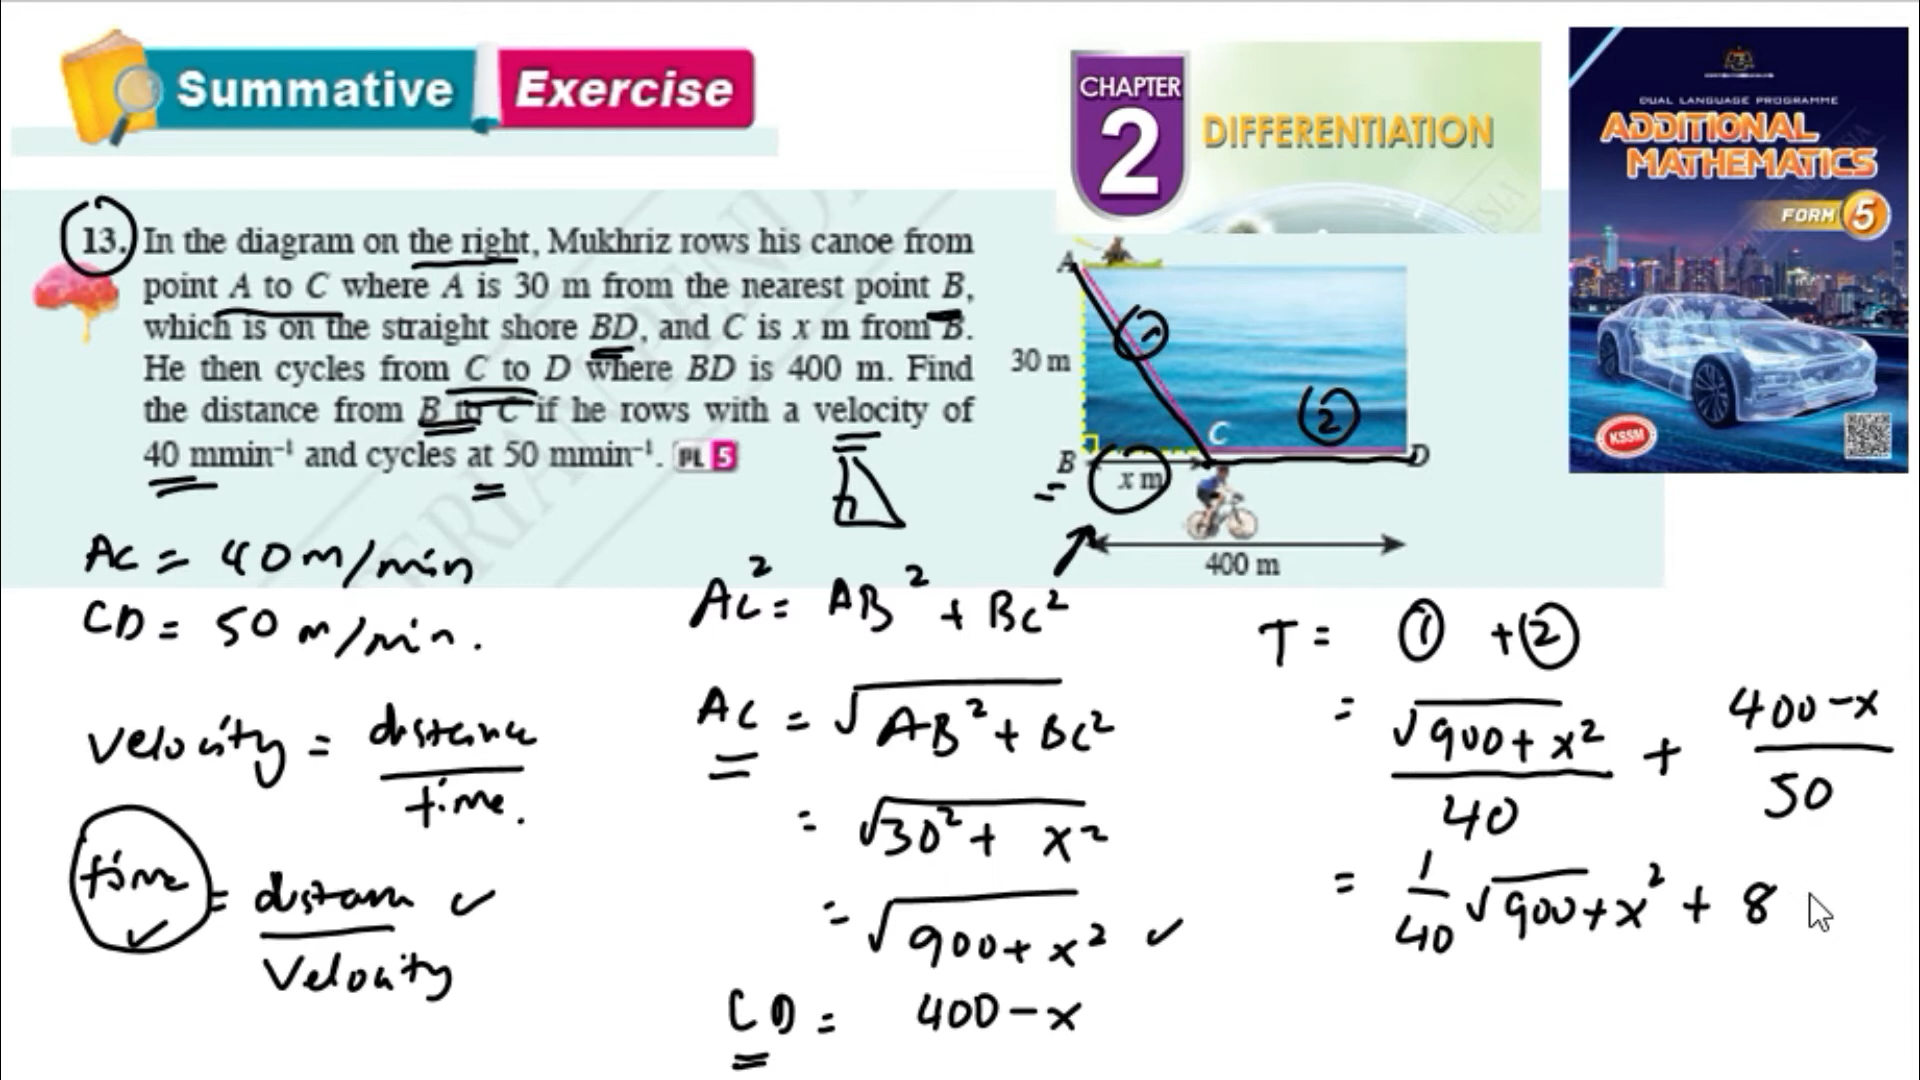 Summative Exercise
CHAPTER
2
DIFFERENTIATION
DUAL LANGUAGE PROGRAMME
ADDITIONAL
MATHEMATICS
FORM 5
KSSM
13. In the diagram on the right, Mukhriz rows his canoe from
point A to C where A is 30 m from the nearest point B,
which is on the straight shore BD, and C is x m from B.
He then cycles from C to D where BD is 400 m. Find
the distance from B to C if he rows with a velocity of
40 mmin⁻¹ and cycles at 50 mmin⁻¹. PL 5
A
1
30 m
2
C
B
D
x m
400 m
AC = 40 m/min
CD = 50 m/min.
velocity = distance
time.
time = distan
Velocity
AC² = AB² + BC²
AC = √AB² + BC²
= √30² + x²
= √900 + x²
CD = 400 - x
T = 1 + 2
= √900 + x² / 40 + 400 - x / 50
= 1/40 √900 + x² + 8